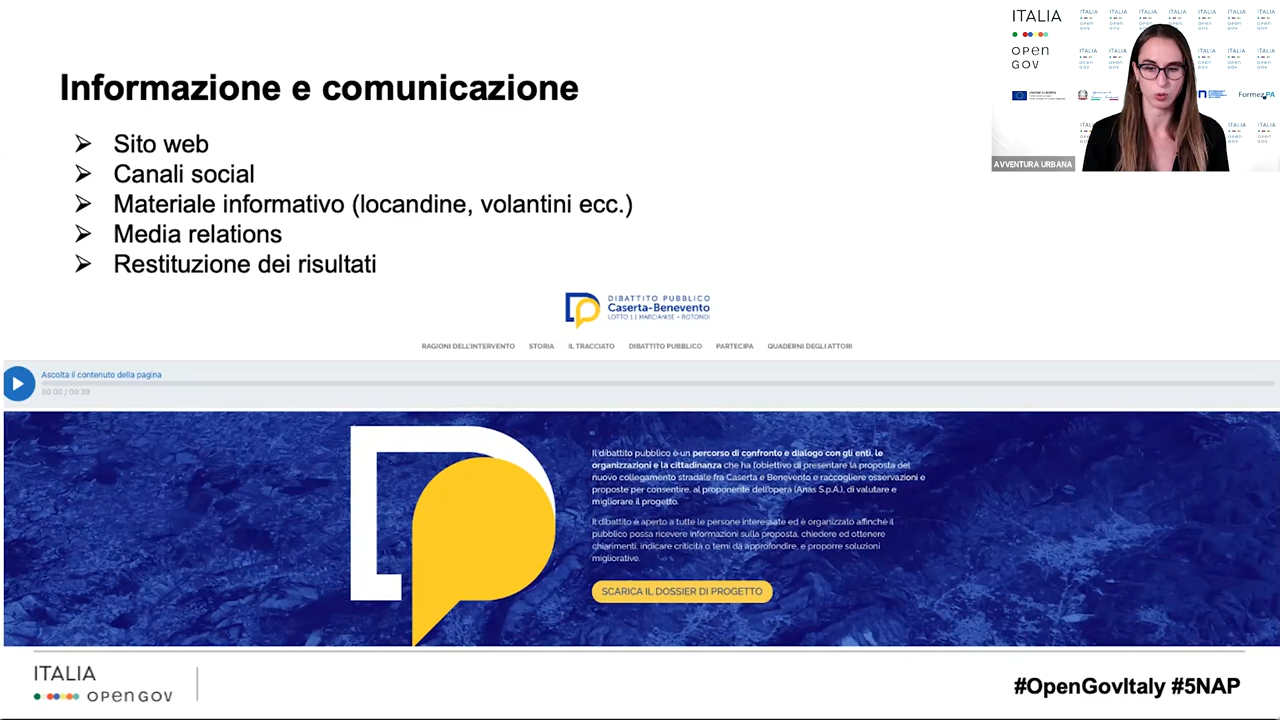 Informazione e comunicazione
Sito web
Canali social
Materiale informativo (locandine, volantini ecc.)
Media relations
Restituzione dei risultati
ITALIA
open
GOV
UNIONE EUROPEA
FormezPA
AVVENTURA URBANA
DIBATTITO PUBBLICO
Caserta-Benevento
LOTTO 1 | MARCIANISE - ROTONDI
RAGIONI DELL'INTERVENTO STORIA IL TRACCIATO DIBATTITO PUBBLICO PARTECIPA QUADERNI DEGLI ATTORI
Ascolta il contenuto della pagina
00:00 / 00:39
Il dibattito pubblico è un percorso di confronto e dialogo con gli enti, le
organizzazioni e la cittadinanza che ha l'obiettivo di presentare la proposta del
nuovo collegamento stradale fra Caserta e Benevento e raccogliere osservazioni e
proposte per consentire, al proponente dell'opera (Anas S.p.A.), di valutare e
migliorare il progetto.
Il dibattito è aperto a tutte le persone interessate ed è organizzato affinché il
pubblico possa ricevere informazioni sulla proposta, chiedere ed ottenere
chiarimenti, indicare criticità o temi da approfondire, e proporre soluzioni
migliorative.
SCARICA IL DOSSIER DI PROGETTO
ITALIA
open GOV
#OpenGovItaly #5NAP